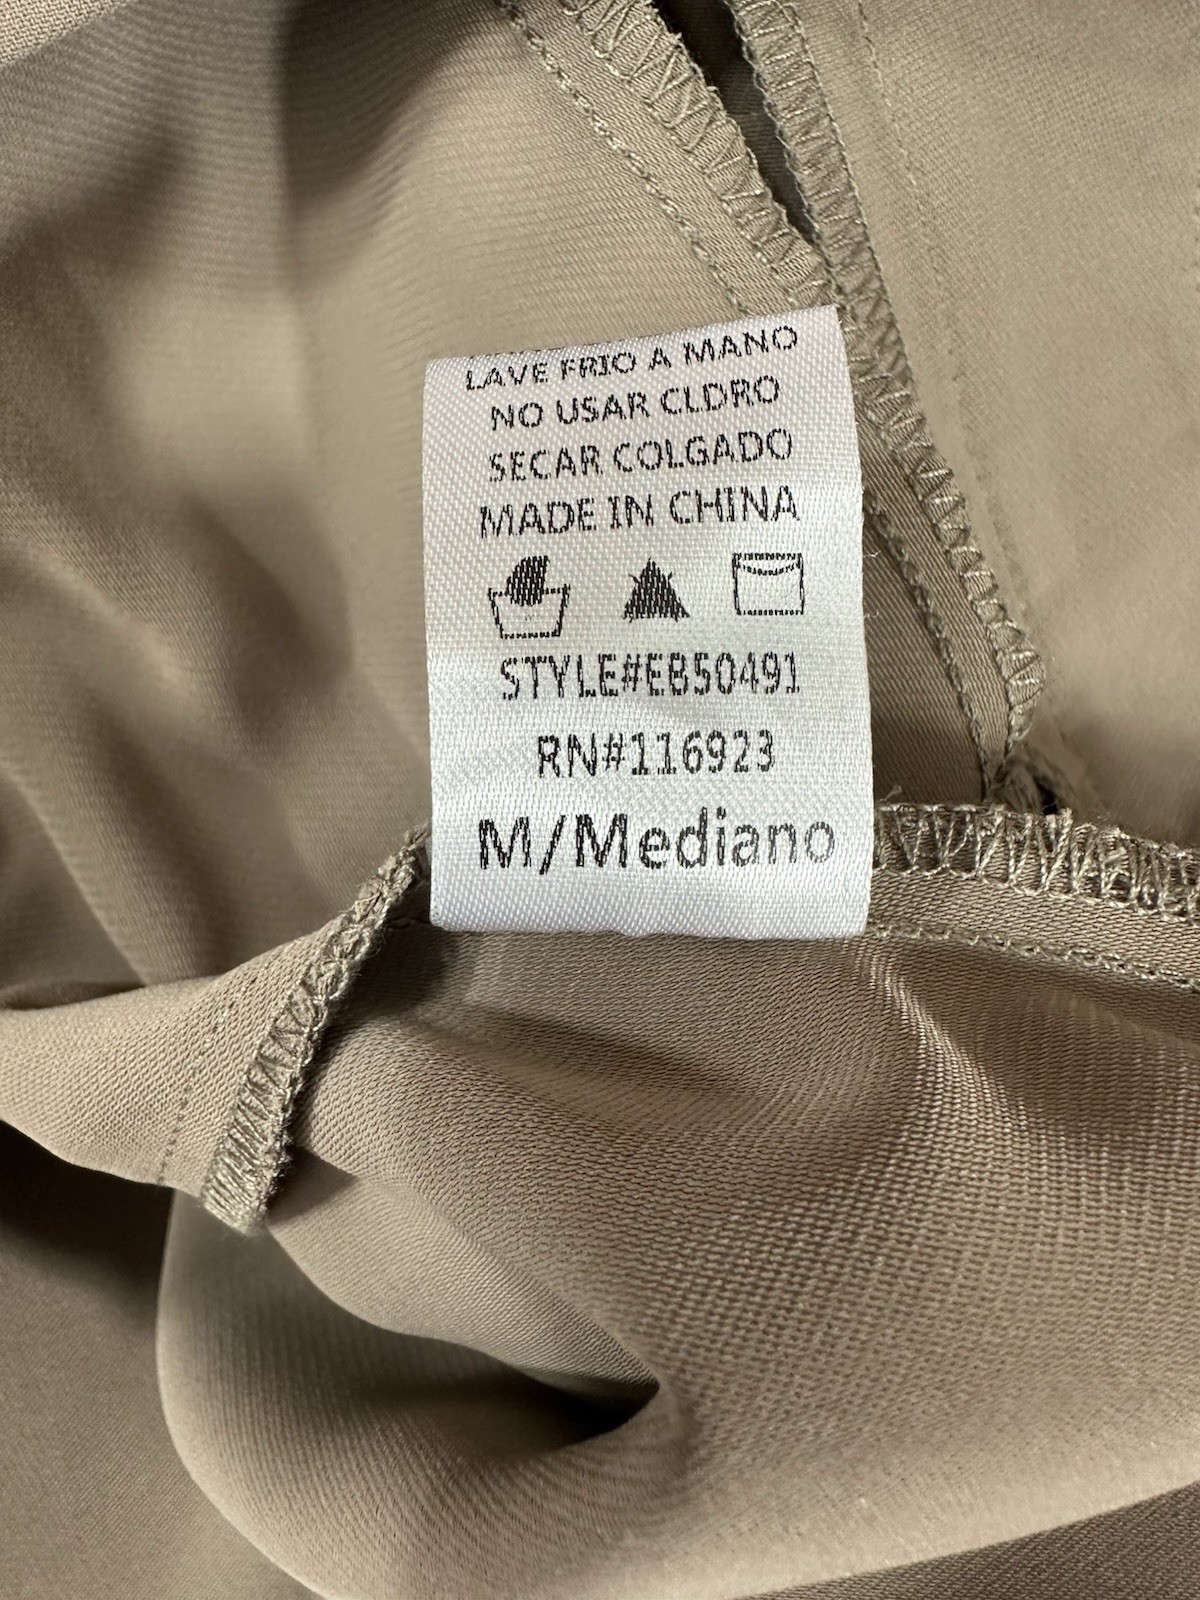 LAVE FRIO A MANO
NO USAR CLDRO
SECAR COLGADO
MADE IN CHINA
STYLE#EB50491
RN#116923
M/Mediano